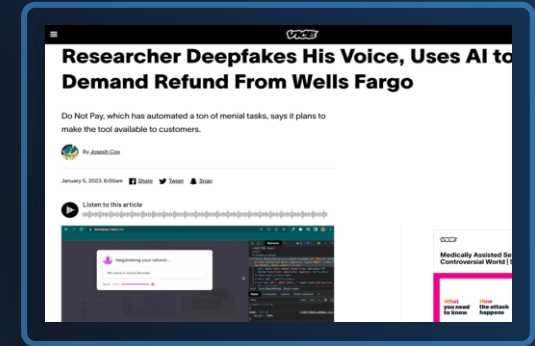 VICE
Researcher Deepfakes His Voice, Uses AI to
Demand Refund From Wells Fargo
Do Not Pay, which has automated a ton of menial tasks, says it plans to
make the tool available to customers.
By Joseph Cox
January 5, 2023, 6:00am Share Tweet Snap
Listen to this article
Negotiating your refund...
VICE
Medically Assisted Se
Controversial World | S
What
you need
to know
How
the attack
happens